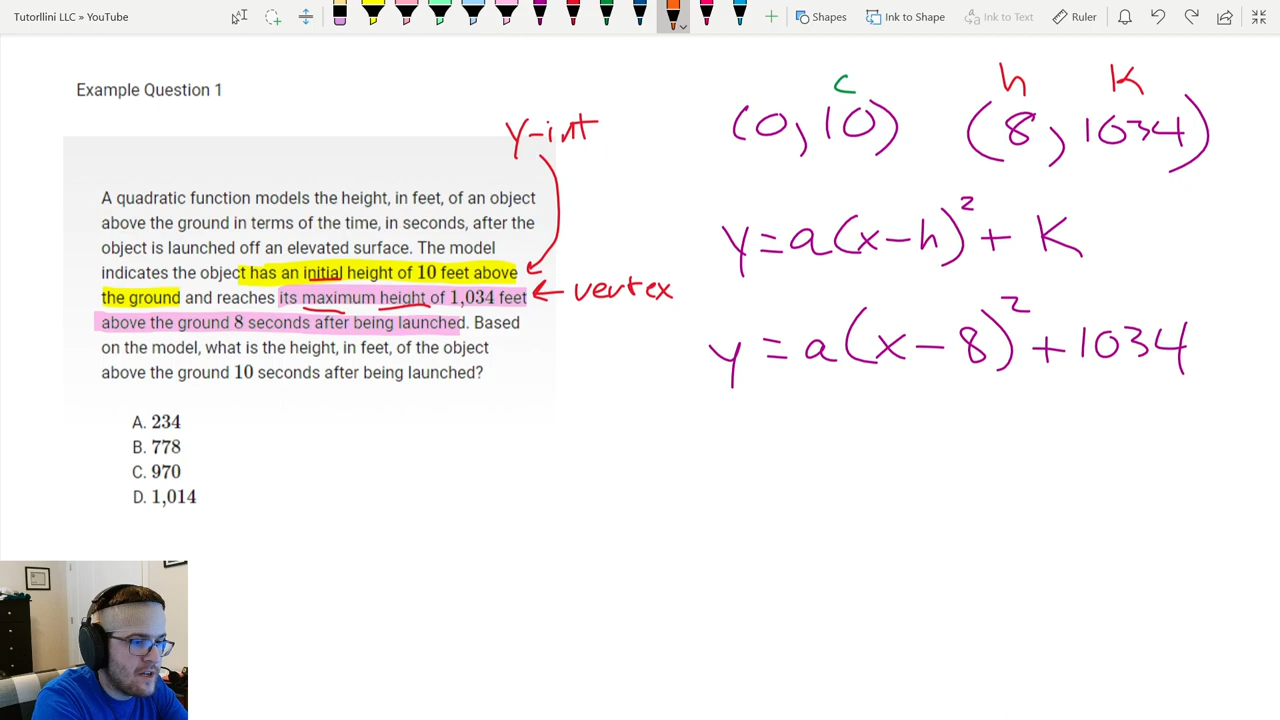 Tutorllini LLC » YouTube
Shapes
Ink to Shape
Ink to Text
Ruler
Example Question 1
A quadratic function models the height, in feet, of an object
above the ground in terms of the time, in seconds, after the
object is launched off an elevated surface. The model
indicates the object has an initial height of 10 feet above
the ground and reaches its maximum height of 1,034 feet
above the ground 8 seconds after being launched. Based
on the model, what is the height, in feet, of the object
above the ground 10 seconds after being launched?
A. 234
B. 778
C. 970
D. 1,014
y-int
vertex
c
h
K
(0, 10)
(8, 1034)
y=a(x-h)²+K
y=a(x-8)²+1034